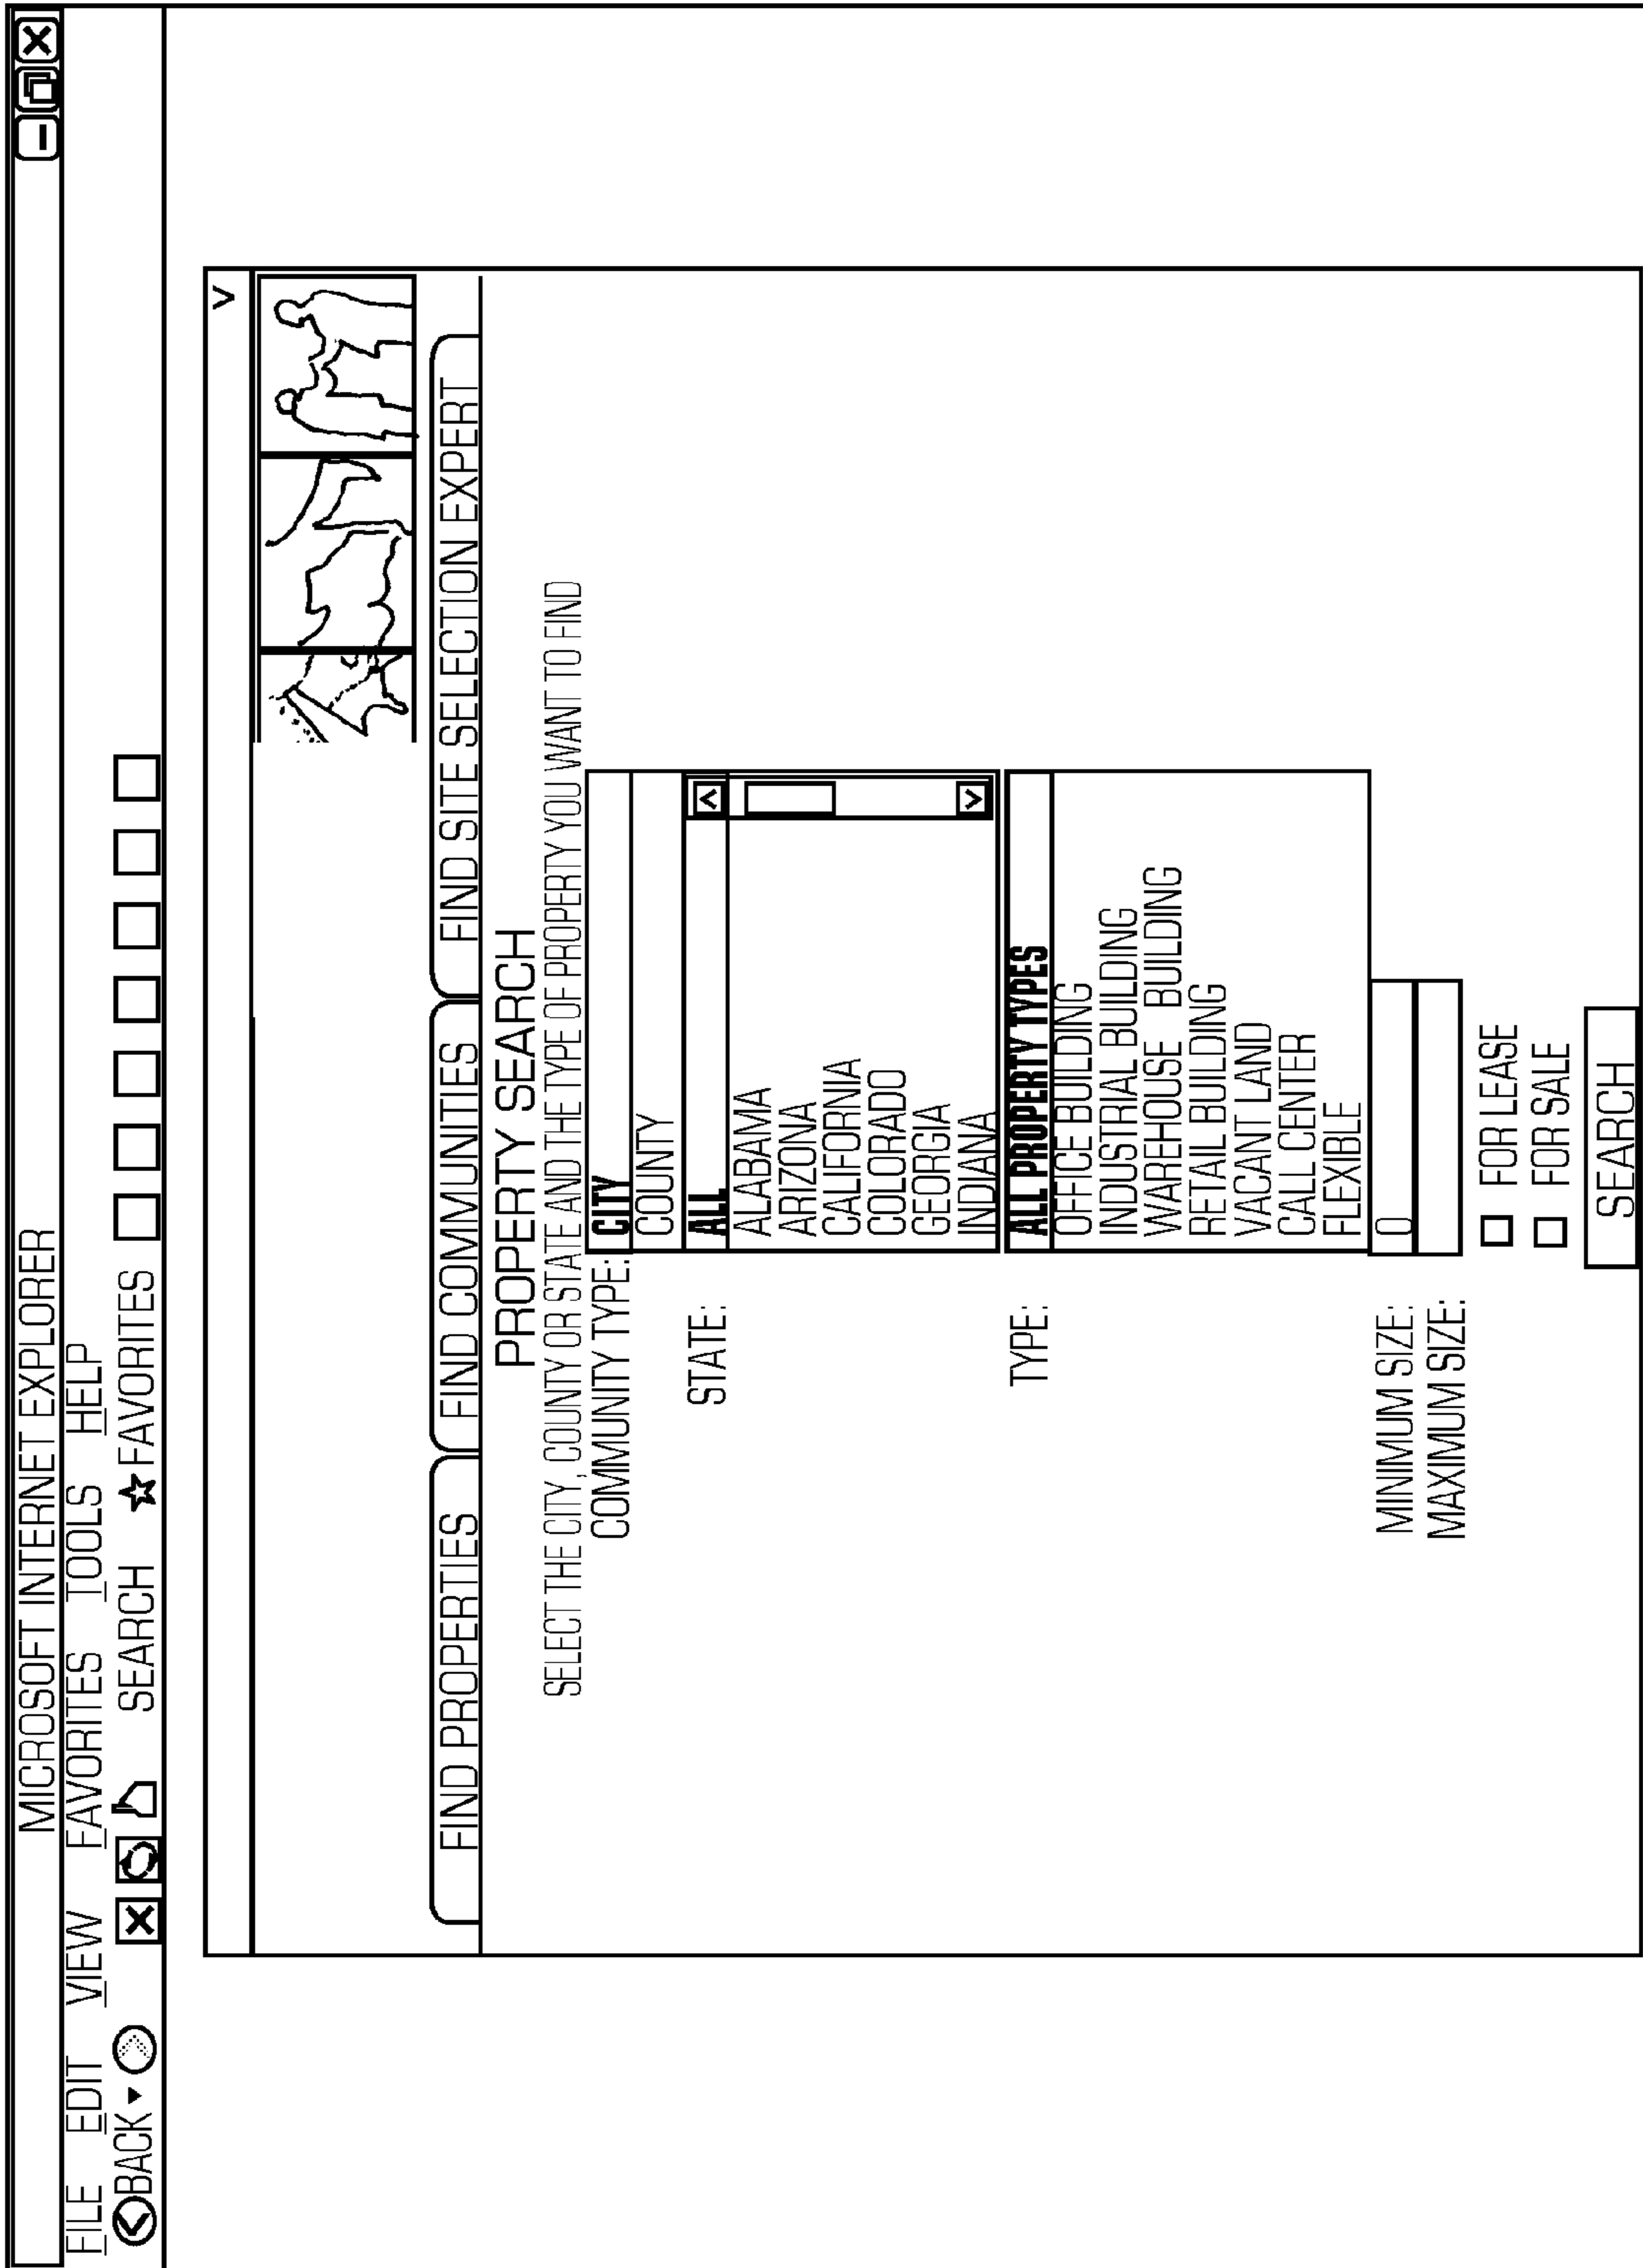 MICROSOFT INTERNET EXPLORER
FILE EDIT VIEW FAVORITES TOOLS HELP
BACK SEARCH FAVORITES
FIND PROPERTIES FIND COMMUNITIES FIND SITE SELECTION EXPERT
PROPERTY SEARCH
SELECT THE CITY, COUNTY OR STATE AND THE TYPE OF PROPERTY YOU WANT TO FIND
COMMUNITY TYPE: CITY
COUNTY
STATE: ALL
ALABAMA
ARIZONA
CALIFORNIA
COLORADO
GEORGIA
INDIANA
TYPE: ALL PROPERTY TYPES
OFFICE BUILDING
INDUSTRIAL BUILDING
WAREHOUSE BUILDING
RETAIL BUILDING
VACANT LAND
CALL CENTER
FLEXIBLE
MINIMUM SIZE: 0
MAXIMUM SIZE:
FOR LEASE
FOR SALE
SEARCH